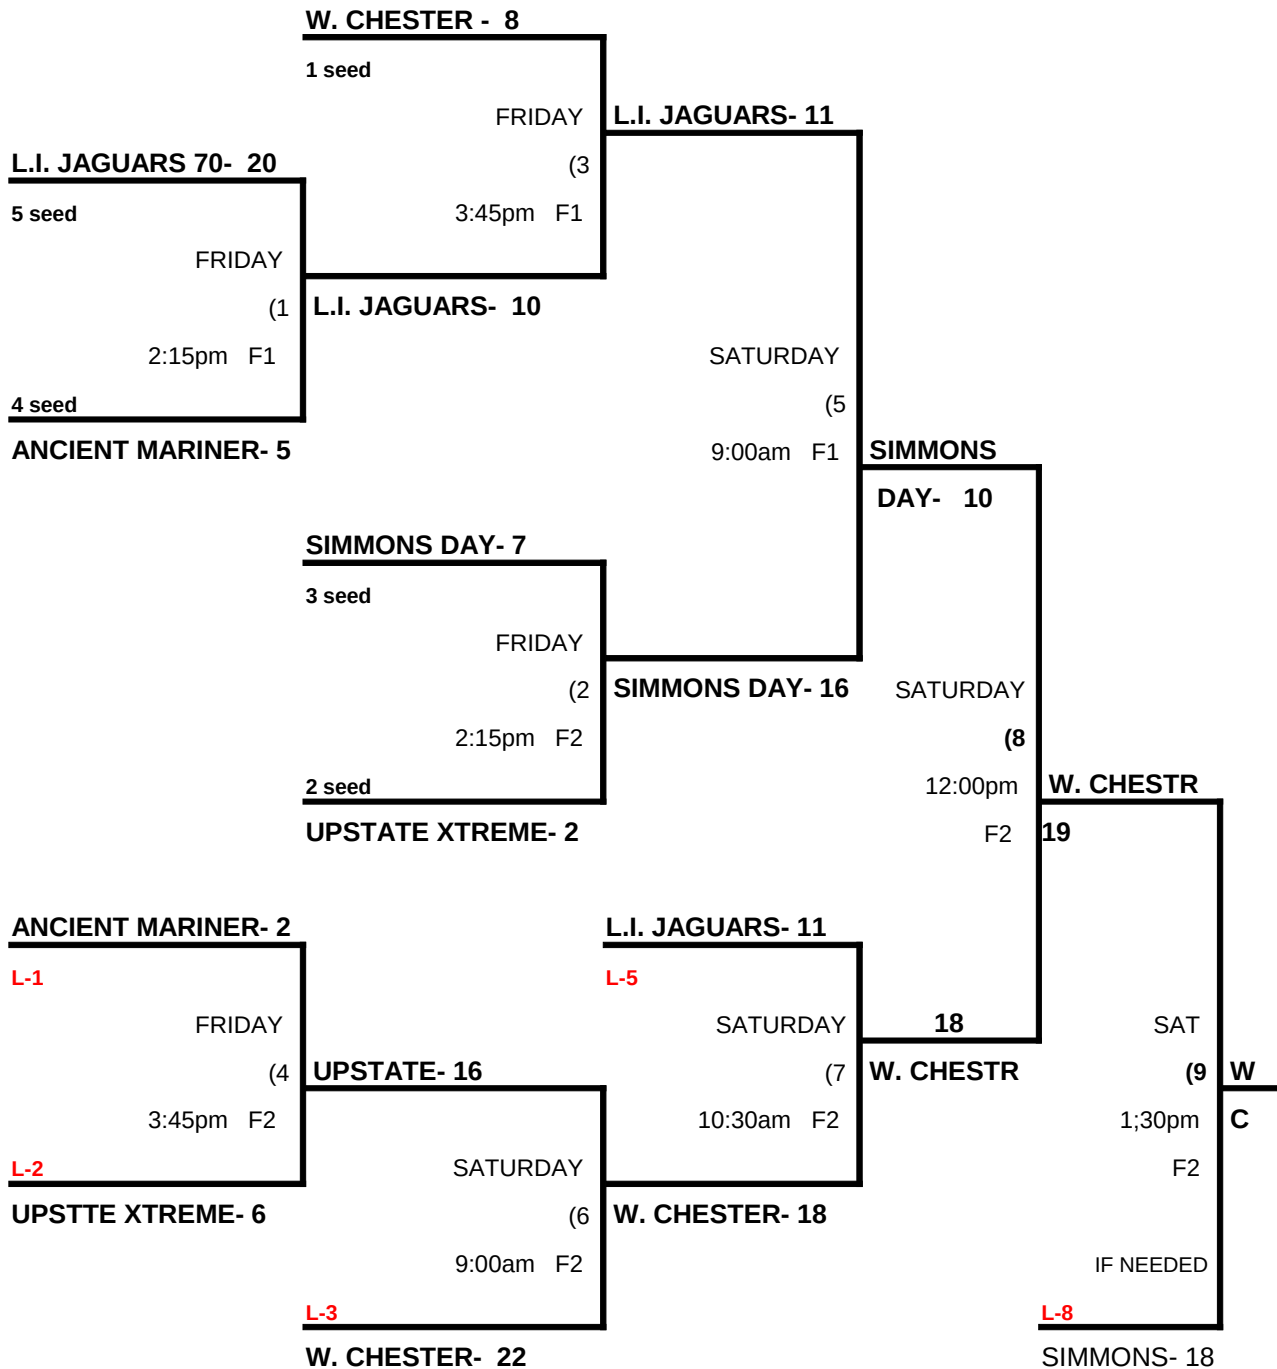 W. CHESTER - 8
1 seed
FRIDAY
(3
3:45pm F1
L.I. JAGUARS- 11
L.I. JAGUARS 70- 20
5 seed
FRIDAY
(1
2:15pm F1
4 seed
ANCIENT MARINER- 5
L.I. JAGUARS- 10
SATURDAY
(5
9:00am F1
SIMMONS
DAY- 10
SIMMONS DAY- 7
3 seed
FRIDAY
(2
2:15pm F2
2 seed
UPSTATE XTREME- 2
SIMMONS DAY- 16
SATURDAY
(8
12:00pm
F2
W. CHESTR
19
ANCIENT MARINER- 2
L-1
FRIDAY
(4
3:45pm F2
L-2
UPSTTE XTREME- 6
UPSTATE- 16
SATURDAY
(6
9:00am F2
L-3
W. CHESTER- 22
L.I. JAGUARS- 11
L-5
SATURDAY
(7
10:30am F2
W. CHESTER- 18
18
W. CHESTR
SAT
(9
1;30pm
F2
IF NEEDED
L-8
SIMMONS- 18
W
C